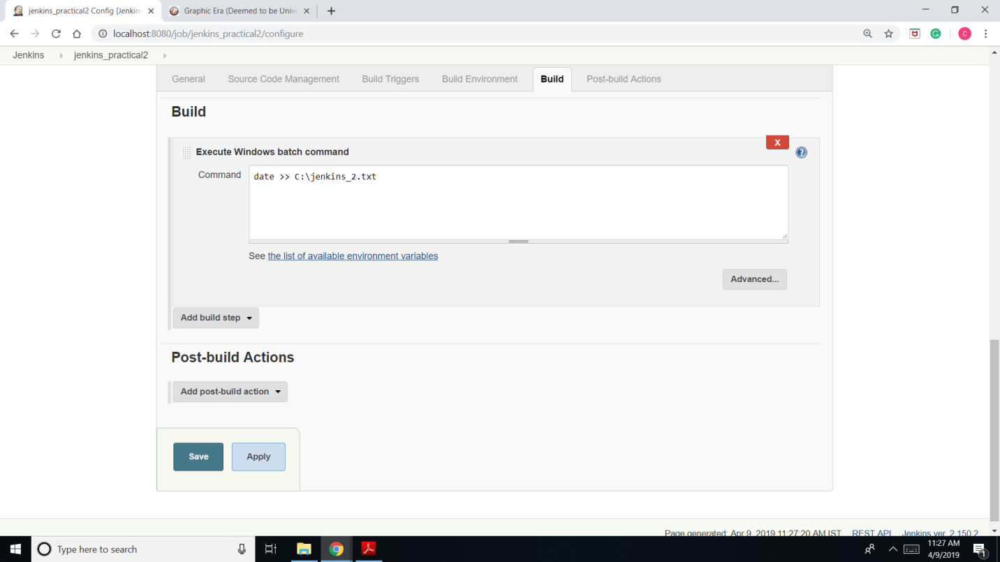 jenkins_practical2 Config [Jenkins
Graphic Era (Deemed to be Unive
localhost:8080/job/jenkins_practical2/configure
C
Jenkins
jenkins_practical2
General
Source Code Management
Build Triggers
Build Environment
Build
Post-build Actions
Build
X
Execute Windows batch command
?
Command
date >> C:\jenkins_2.txt
See the list of available environment variables
Advanced...
Add build step
Post-build Actions
Add post-build action
Save
Apply
Page generated: Apr 9, 2019 11:27:20 AM IST
REST API
Jenkins ver. 2.150.2
Type here to search
11:27 AM
4/9/2019
1